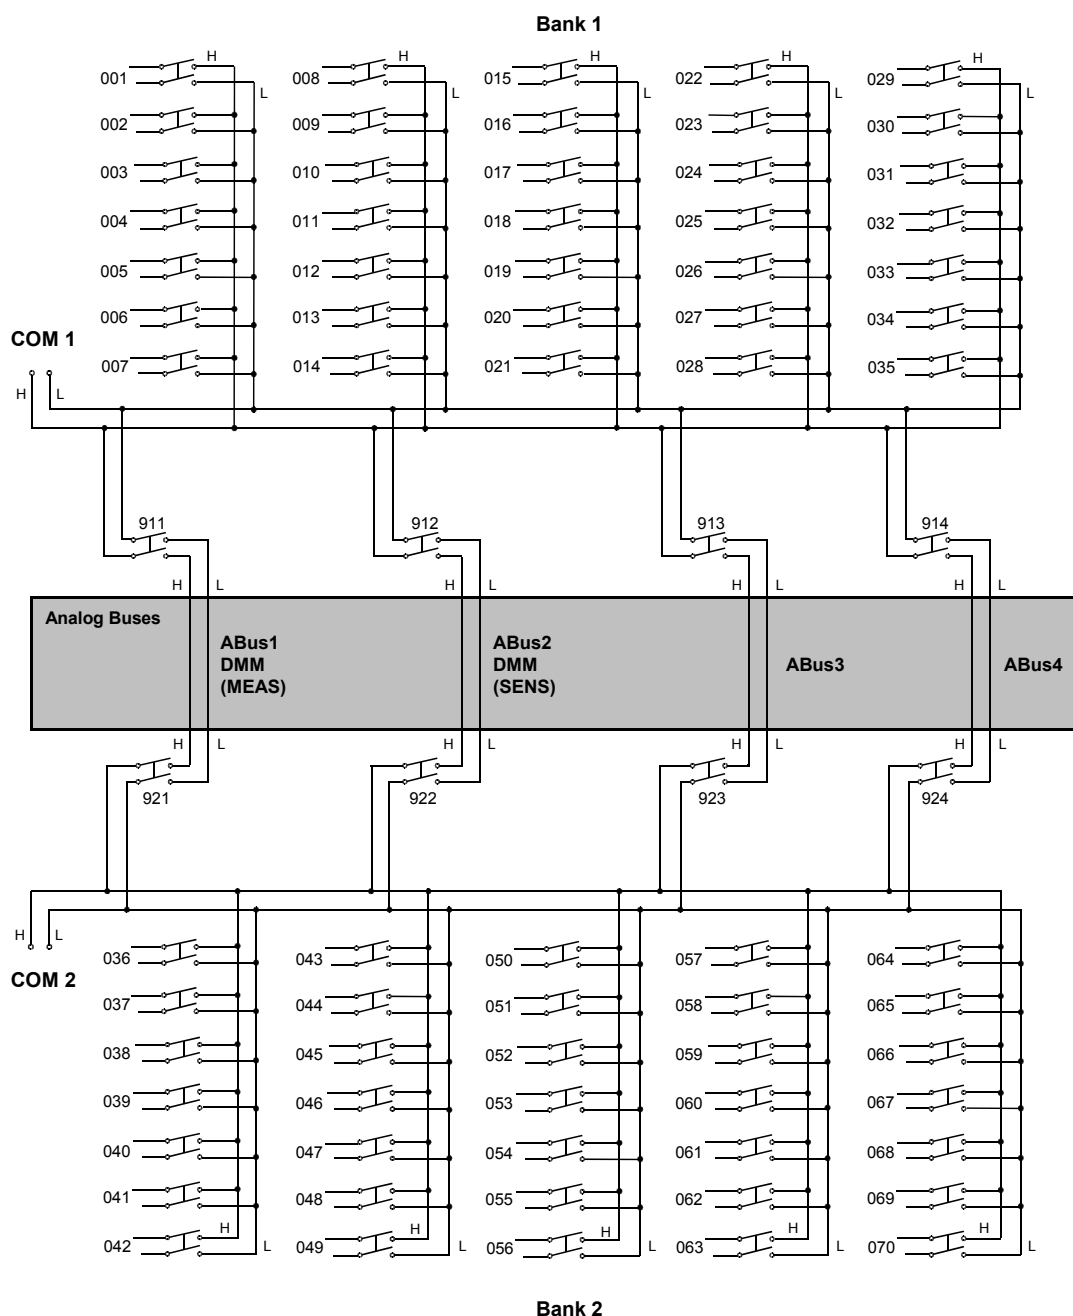 Bank 1
H H H H H
001 008 015 022 029
L L L L L
002 009 016 023 030
003 010 017 024 031
004 011 018 025 032
005 012 019 026 033
006 013 020 027 034
COM 1
007 014 021 028 035
H L
911 912 913 914
H L H L H L H L
Analog Buses
ABus1
DMM
(MEAS)
ABus2
DMM
(SENS)
ABus3
ABus4
H L H L H L H L
921 922 923 924
H L
COM 2
036 043 050 057 064
037 044 051 058 065
038 045 052 059 066
039 046 053 060 067
040 047 054 061 068
041 048 055 062 069
H H H H H
042 049 056 063 070
L L L L L
Bank 2